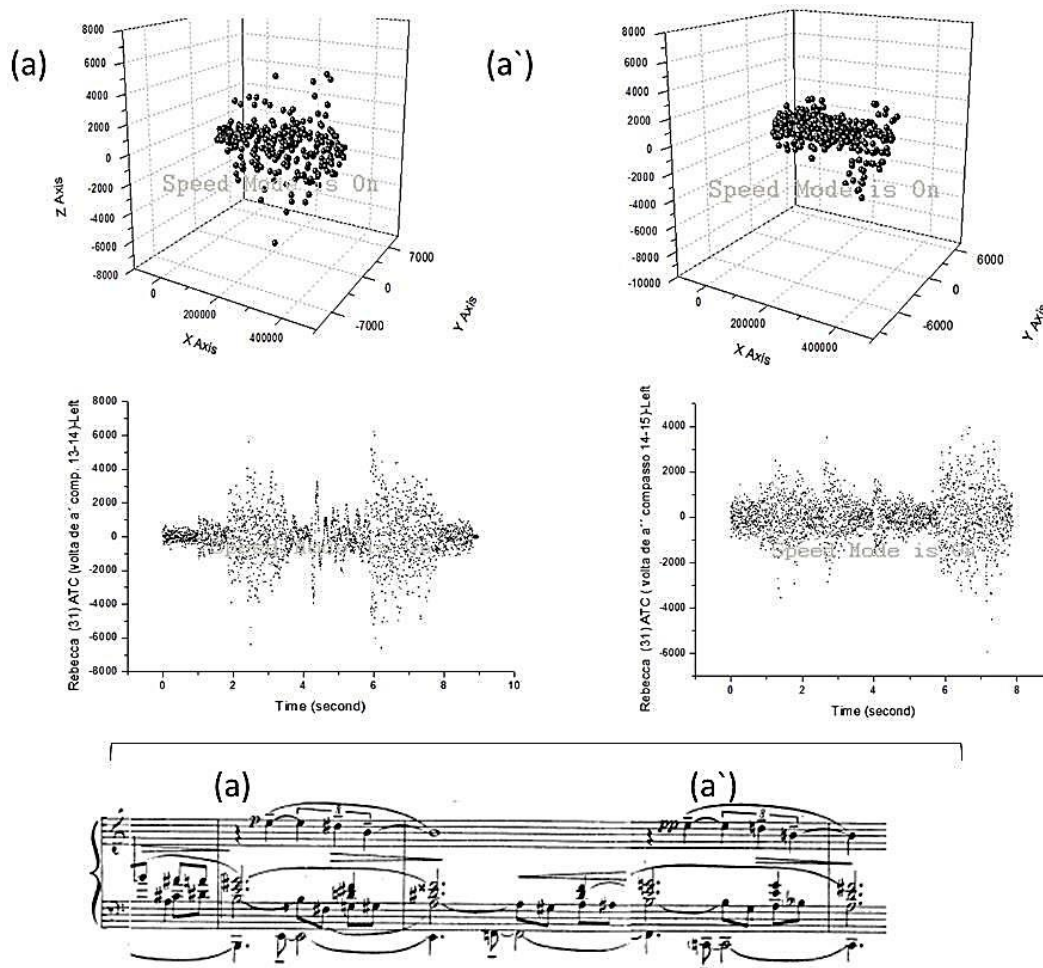 (a)
8000
6000
4000
2000
0
-2000
-4000
-6000
-8000
Z Axis
Speed Mode is On
0
200000
400000
X Axis
7000
0
-7000
Y Axis
(a`)
8000
6000
4000
2000
0
-2000
-4000
-6000
-8000
-10000
Speed Mode is On
0
200000
400000
X Axis
6000
0
-6000
Y Axis
Rebecca (31) ATC (volta de a´ comp. 13-14)-Left
8000
6000
4000
2000
0
-2000
-4000
-6000
-8000
Speed Mode is On
0 2 4 6 8 10
Time (second)
Rebecca (31) ATC ( volta de a´´ compasso 14-15)-Left
4000
2000
0
-2000
-4000
-6000
Speed Mode is On
0 2 4 6 8
Time (second)
(a) (a`)
p 3 pp 3